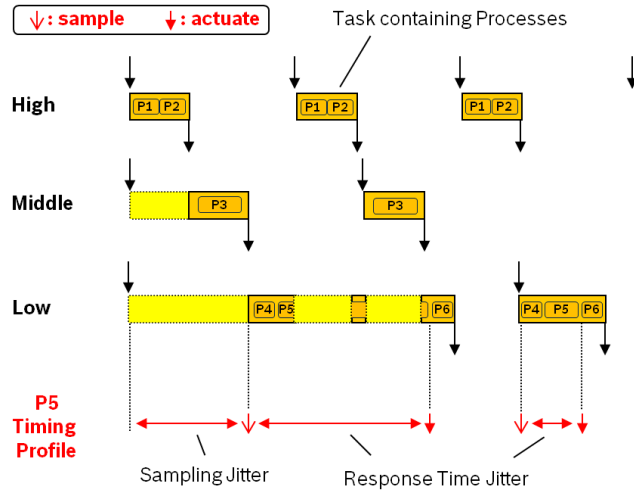 : sample : actuate
Task containing Processes
High
P1 P2 P1 P2 P1 P2
Middle
P3 P3
Low
P4 P5 P6 P4 P5 P6
P5
Timing
Profile
Sampling Jitter
Response Time Jitter